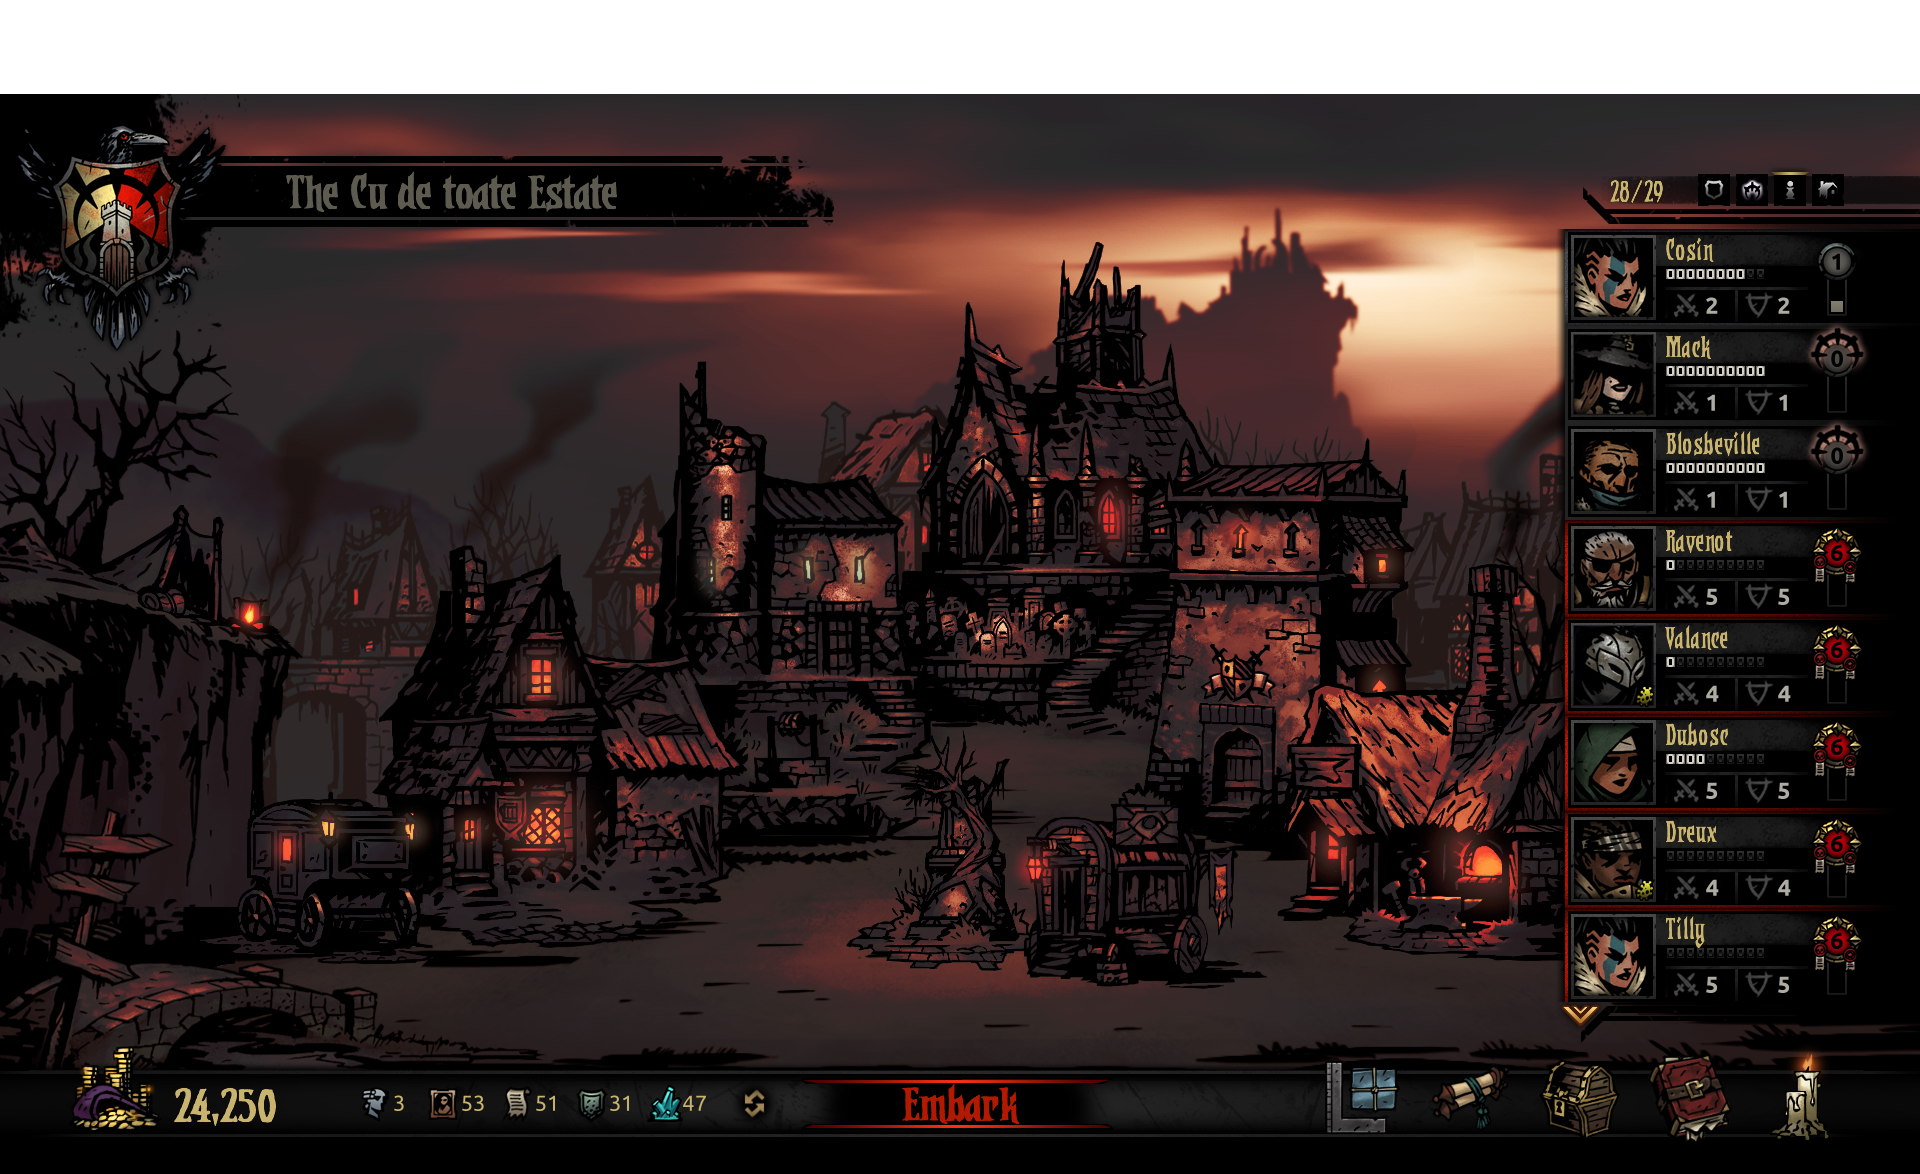 The Cu de toate Estate
28/29
Cosin
1
2 2
Mack
0
1 1
Blosbeville
0
1 1
Ravenot
6
5 5
Valance
6
4 4
Dubosc
6
5 5
Dreux
6
4 4
Tilly
6
5 5
24,250
3 53 51 31 47
Embark